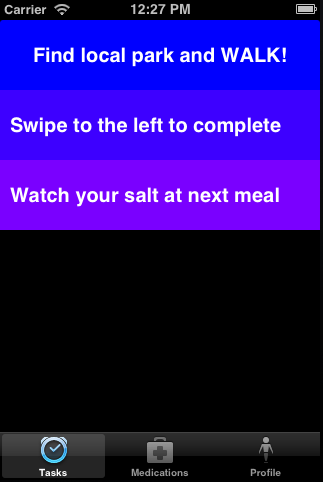 Carrier 12:27 PM
Find local park and WALK!
Swipe to the left to complete
Watch your salt at next meal
Tasks Medications Profile